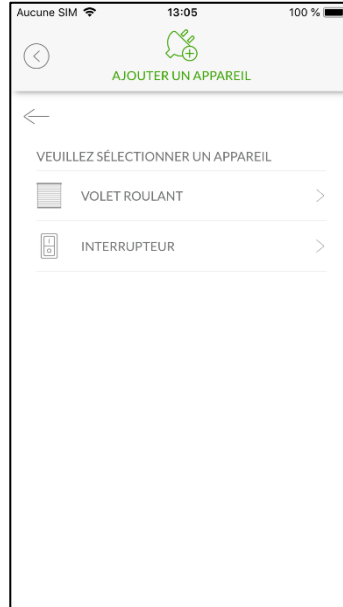 Aucune SIM 13:05 100 %
AJOUTER UN APPAREIL
VEUILLEZ SÉLECTIONNER UN APPAREIL
VOLET ROULANT
INTERRUPTEUR